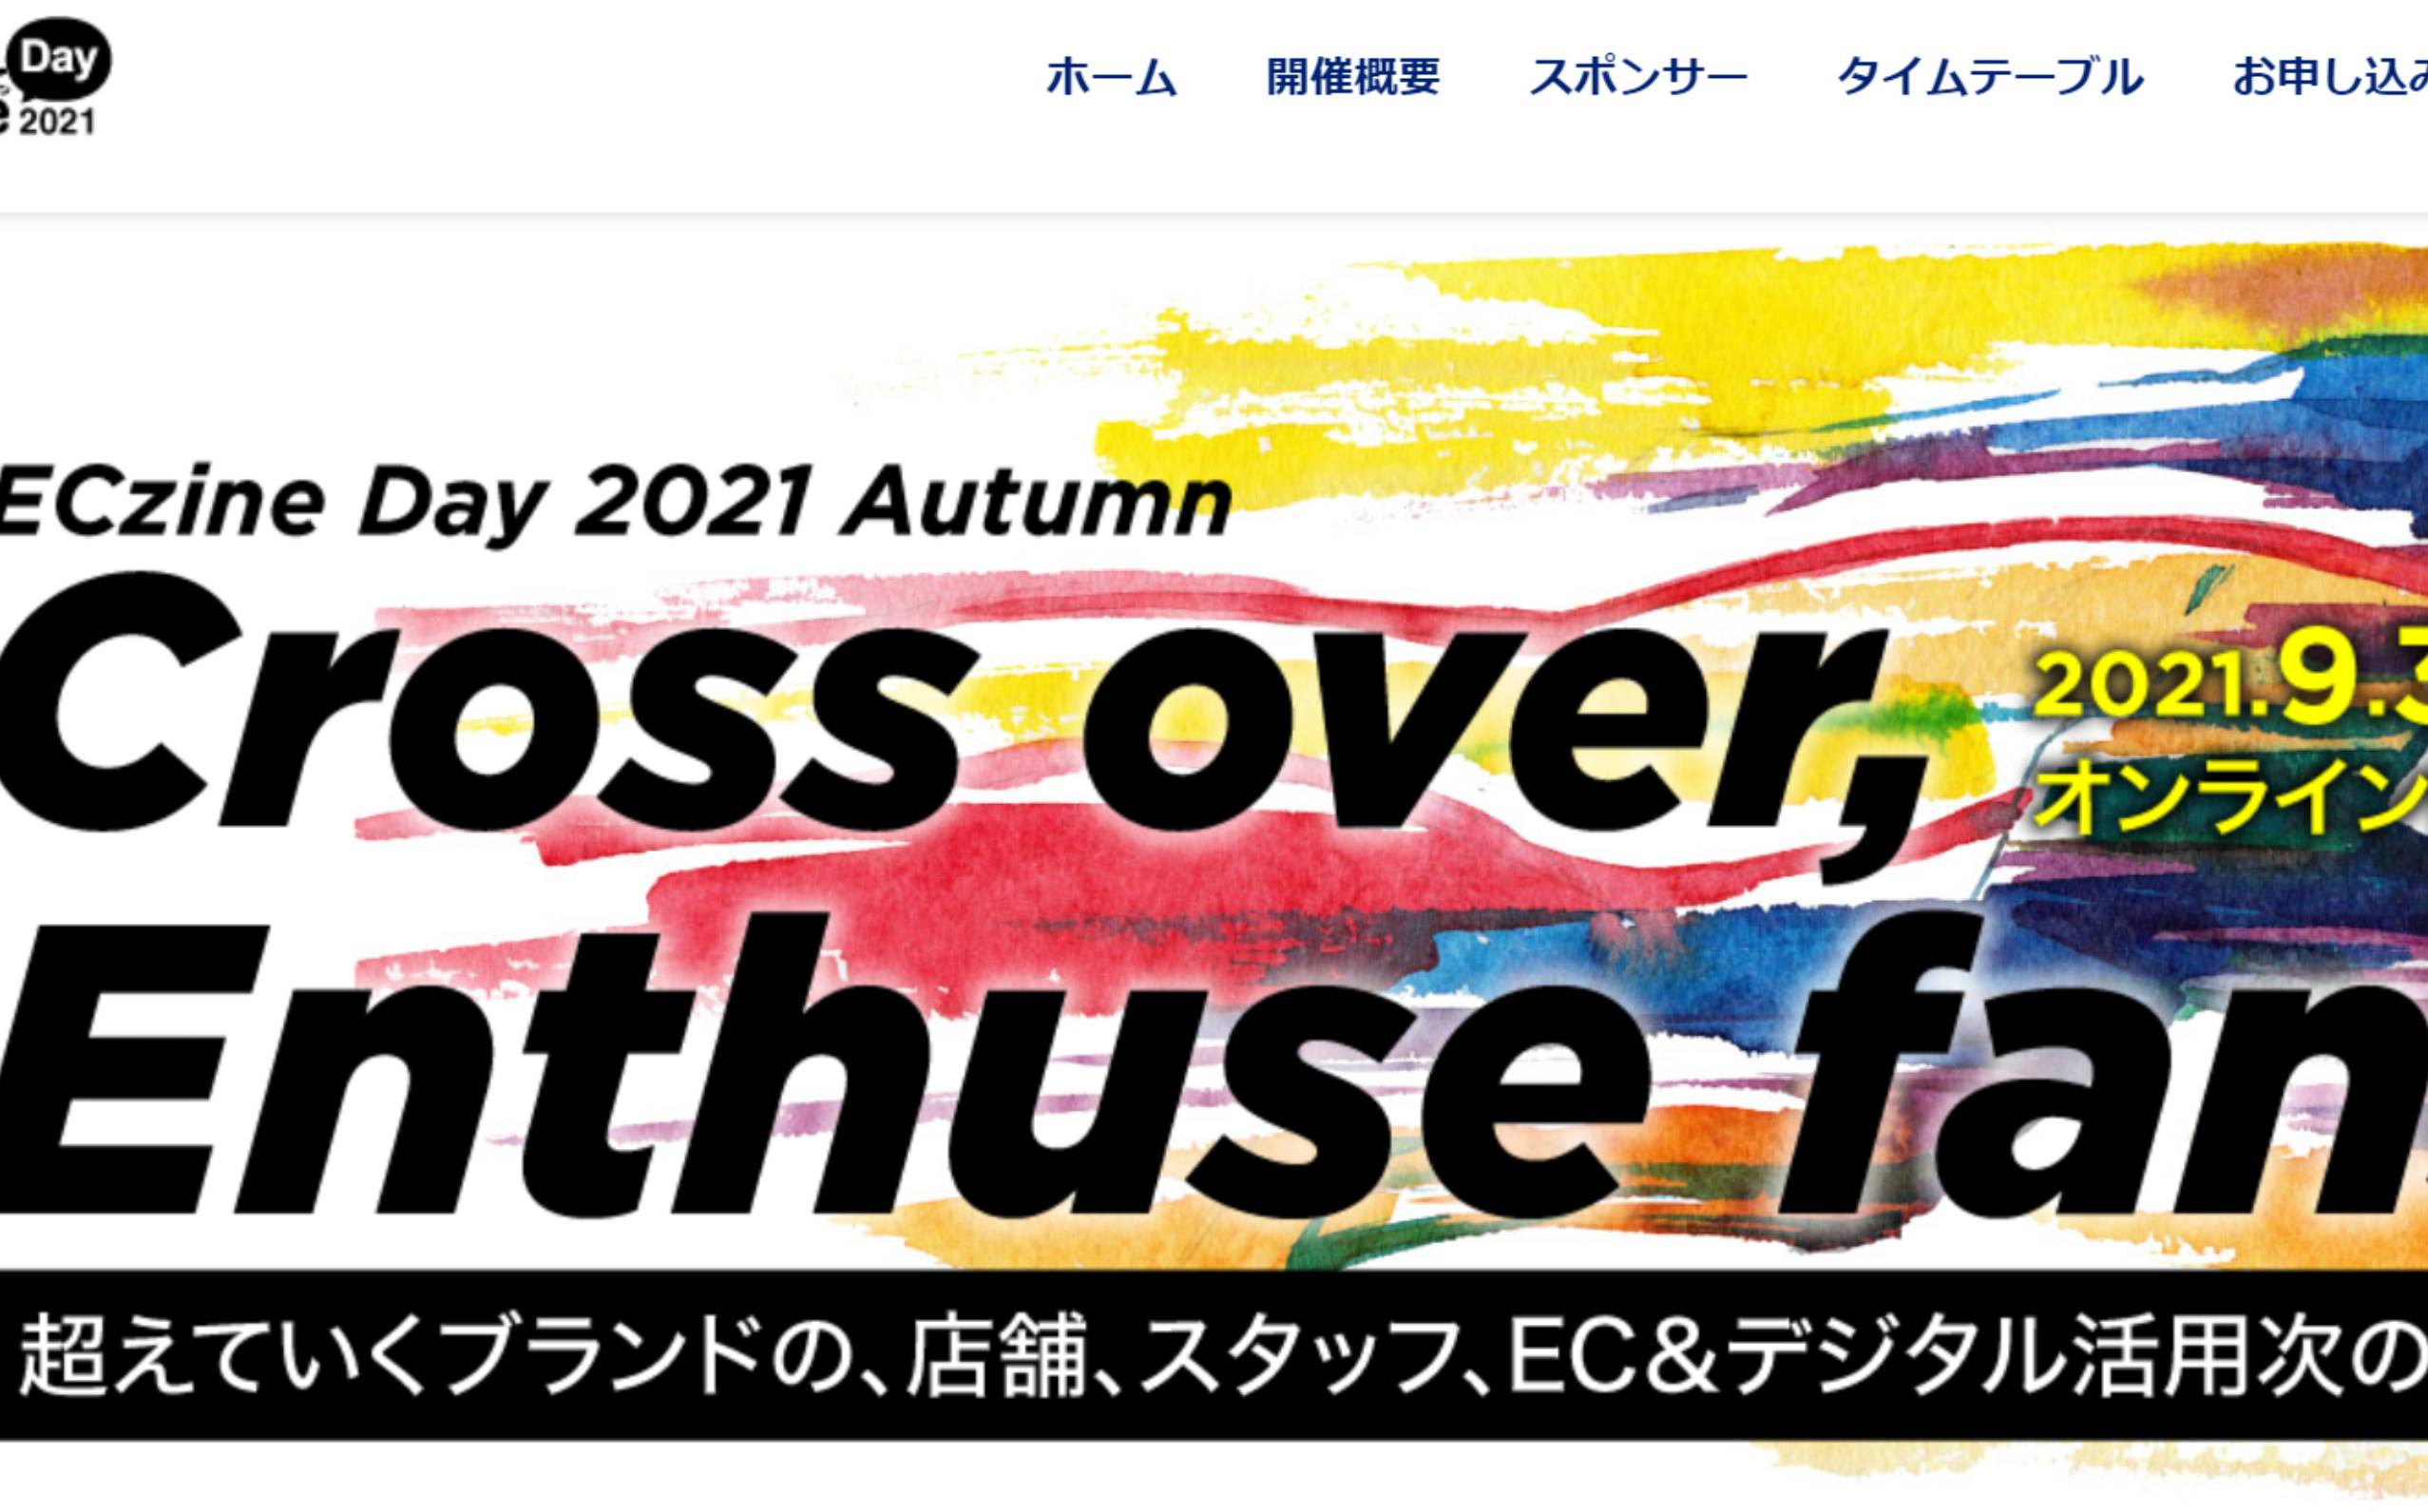 Day
2021
ホーム 開催概要 スポンサー タイムテーブル お申し込み
ECzine Day 2021 Autumn
Cross over,
2021.9.3
オンライン
Enthuse fan
超えていくブランドの、店舗、スタッフ、EC&デジタル活用次の